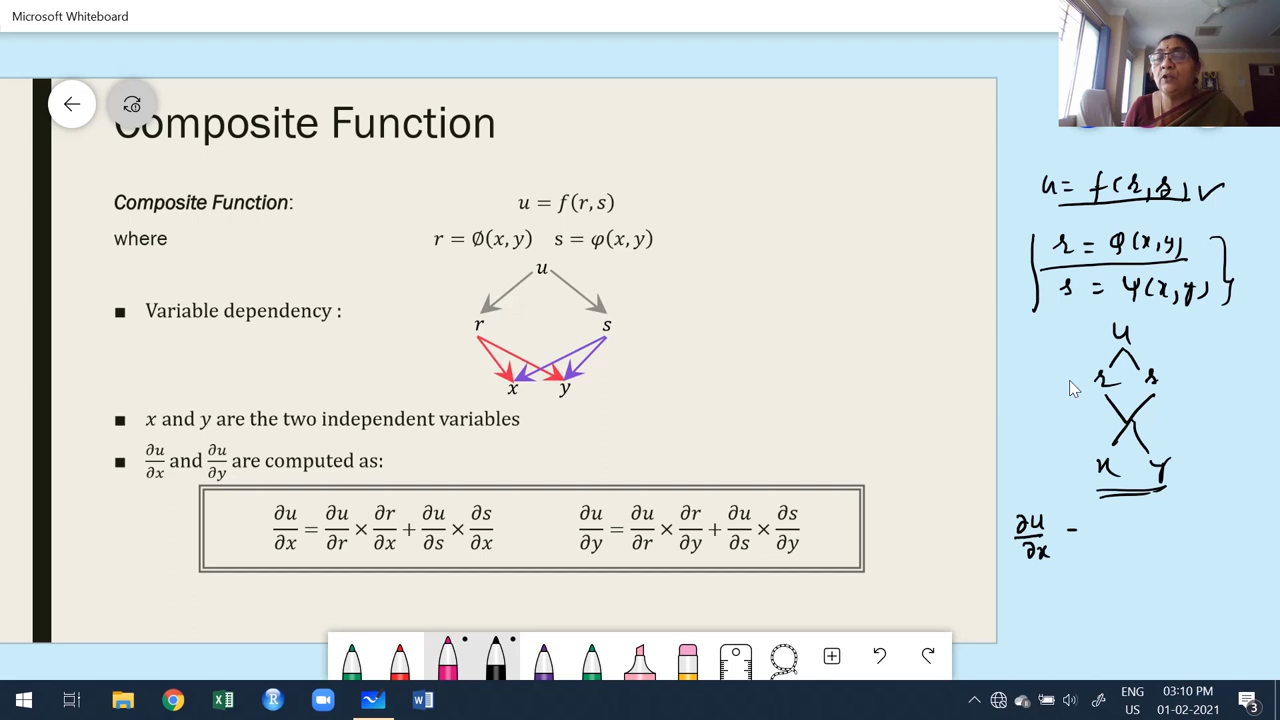 Microsoft Whiteboard
Composite Function
Composite Function:
u = f(r, s)
where
r = ∅(x, y) s = φ(x, y)
u
Variable dependency :
r s
x y
x and y are the two independent variables
∂u/∂x and ∂u/∂y are computed as:
∂u/∂x = ∂u/∂r × ∂r/∂x + ∂u/∂s × ∂s/∂x
∂u/∂y = ∂u/∂r × ∂r/∂y + ∂u/∂s × ∂s/∂y
u = f(r, s) ✓
r = φ(x, y)
s = ψ(x, y)
u
r s
x y
∂u/∂x -
ENG
US
03:10 PM
01-02-2021
3